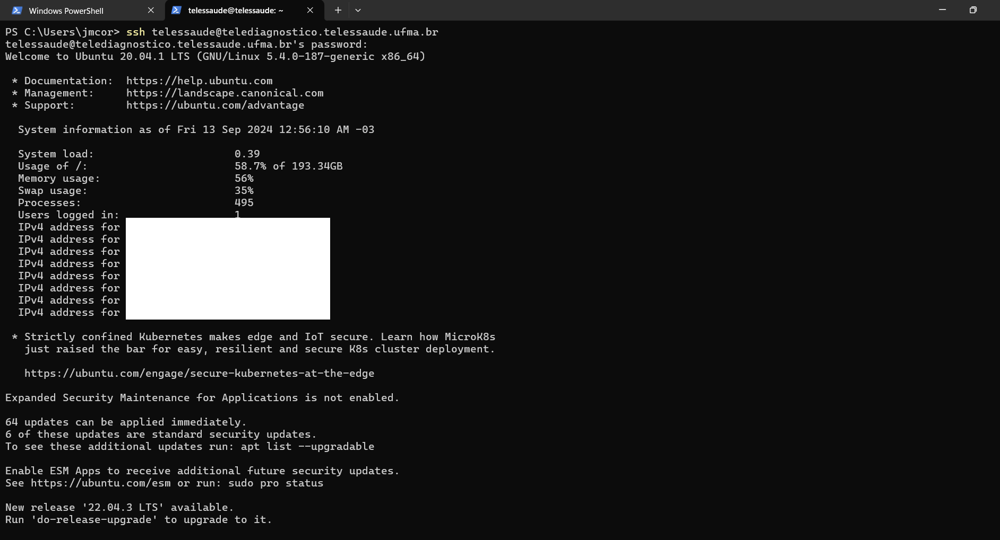 Windows PowerShell
telessaude@telessaude: ~
PS C:\Users\jmcor> ssh telessaude@telediagnostico.telessaude.ufma.br
telessaude@telediagnostico.telessaude.ufma.br's password:
Welcome to Ubuntu 20.04.1 LTS (GNU/Linux 5.4.0-187-generic x86_64)
* Documentation:  https://help.ubuntu.com
* Management:     https://landscape.canonical.com
* Support:        https://ubuntu.com/advantage
System information as of Fri 13 Sep 2024 12:56:10 AM -03
System load:                      0.39
Usage of /:                       58.7% of 193.34GB
Memory usage:                     56%
Swap usage:                       35%
Processes:                        495
Users logged in:                  1
IPv4 address for
IPv4 address for
IPv4 address for
IPv4 address for
IPv4 address for
IPv4 address for
IPv4 address for
IPv4 address for
* Strictly confined Kubernetes makes edge and IoT secure. Learn how MicroK8s
just raised the bar for easy, resilient and secure K8s cluster deployment.
https://ubuntu.com/engage/secure-kubernetes-at-the-edge
Expanded Security Maintenance for Applications is not enabled.
64 updates can be applied immediately.
6 of these updates are standard security updates.
To see these additional updates run: apt list --upgradable
Enable ESM Apps to receive additional future security updates.
See https://ubuntu.com/esm or run: sudo pro status
New release '22.04.3 LTS' available.
Run 'do-release-upgrade' to upgrade to it.